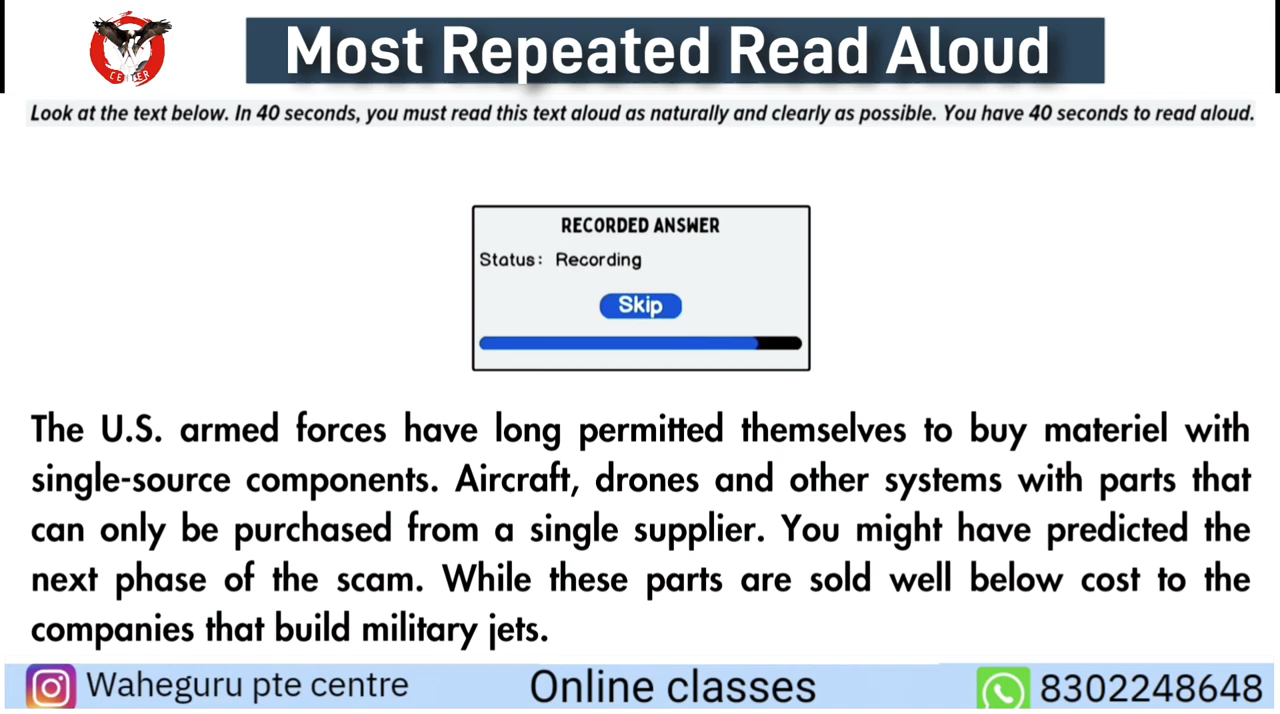 Most Repeated Read Aloud
CENTER
Look at the text below. In 40 seconds, you must read this text aloud as naturally and clearly as possible. You have 40 seconds to read aloud.
RECORDED ANSWER
Status: Recording
Skip
The U.S. armed forces have long permitted themselves to buy materiel with
single-source components. Aircraft, drones and other systems with parts that
can only be purchased from a single supplier. You might have predicted the
next phase of the scam. While these parts are sold well below cost to the
companies that build military jets.
Waheguru pte centre
Online classes
8302248648